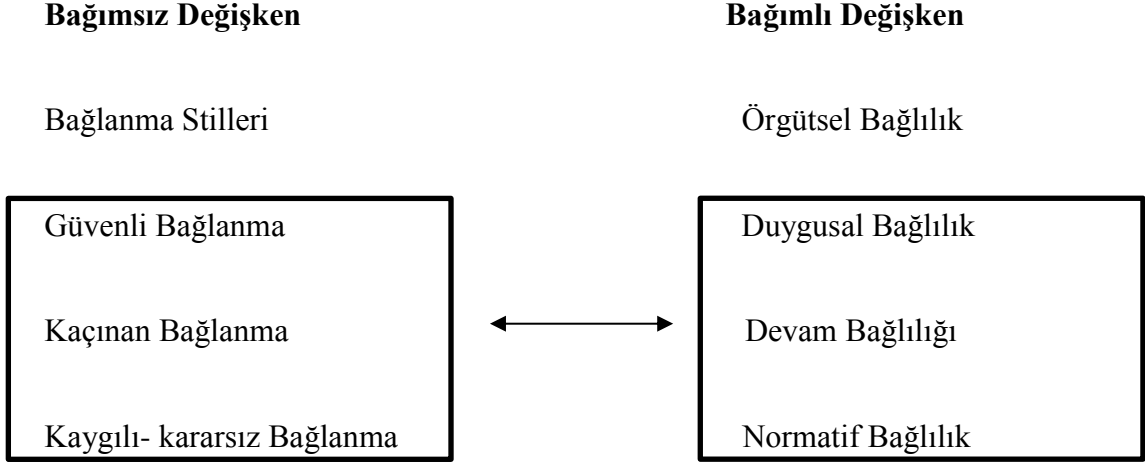 Bağımsız Değişken Bağımlı Değişken
Bağlanma Stilleri Örgütsel Bağlılık
Güvenli Bağlanma Duygusal Bağlılık
Kaçınan Bağlanma Devam Bağlılığı
Kaygılı- kararsız Bağlanma Normatif Bağlılık